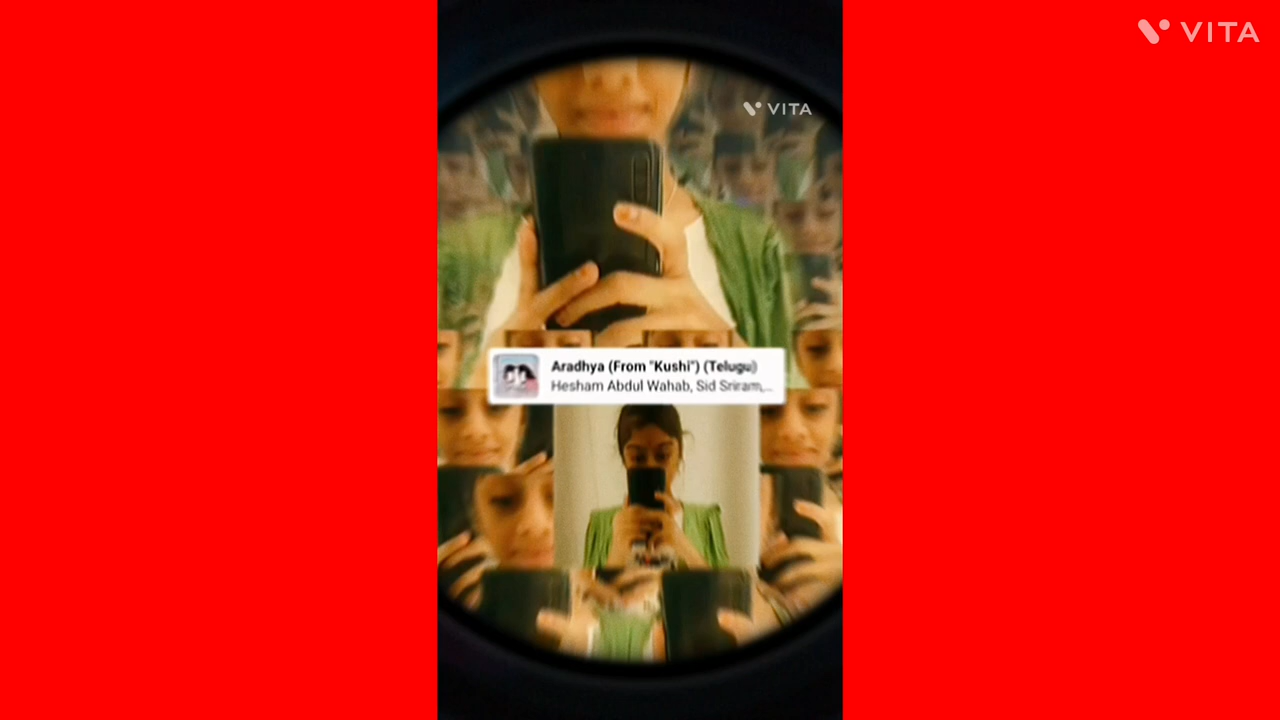 VITA
VITA
Aradhya (From "Kushi") (Telugu)
Hesham Abdul Wahab, Sid Sriram,...